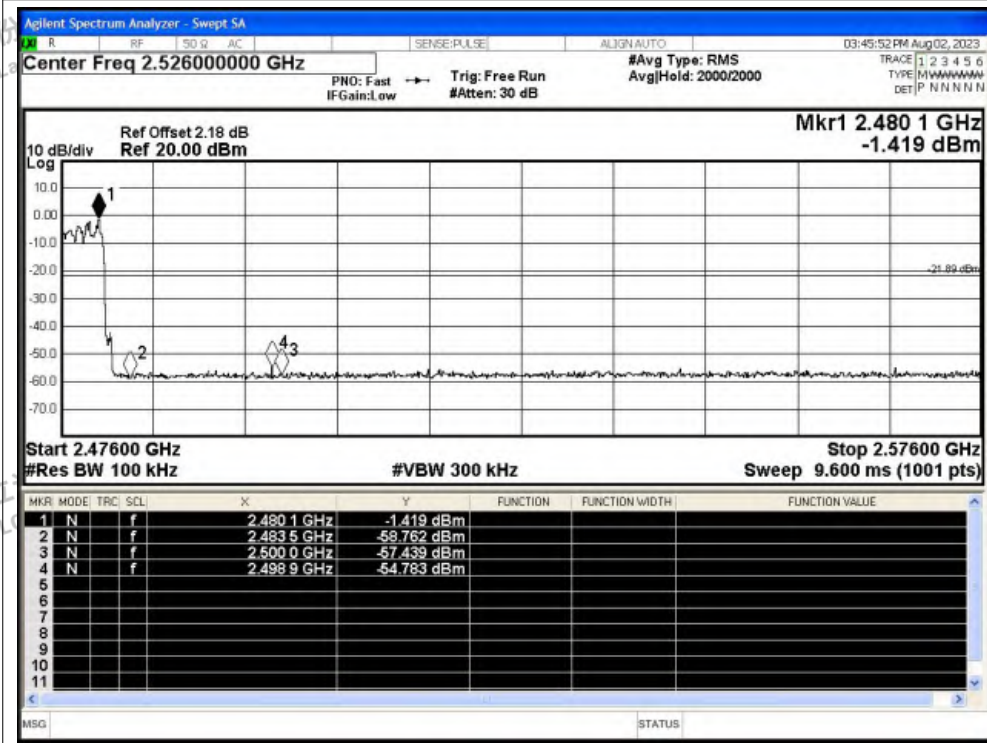 Agilent Spectrum Analyzer - Swept SA
LXI R RF 50 Ω AC SENSE:PULSE ALIGN AUTO 03:45:52 PM Aug 02, 2023
Center Freq 2.526000000 GHz
PNO: Fast
IFGain:Low
Trig: Free Run
#Atten: 30 dB
#Avg Type: RMS
Avg|Hold: 2000/2000
TRACE 1 2 3 4 5 6
TYPE M W W W W W
DET P N N N N N
Mkr1 2.480 1 GHz
-1.419 dBm
Ref Offset 2.18 dB
10 dB/div Ref 20.00 dBm
Log
10.0
0.00
-10.0
-20.0
-30.0
-40.0
-50.0
-60.0
-70.0
1
-21.89 dBm
2
4
3
Start 2.47600 GHz Stop 2.57600 GHz
#Res BW 100 kHz #VBW 300 kHz Sweep 9.600 ms (1001 pts)
MKR MODE TRC SCL X Y FUNCTION FUNCTION WIDTH FUNCTION VALUE
1 N f 2.480 1 GHz -1.419 dBm
2 N f 2.483 5 GHz -58.762 dBm
3 N f 2.500 0 GHz -57.439 dBm
4 N f 2.498 9 GHz -54.783 dBm
5
6
7
8
9
10
11
MSG STATUS